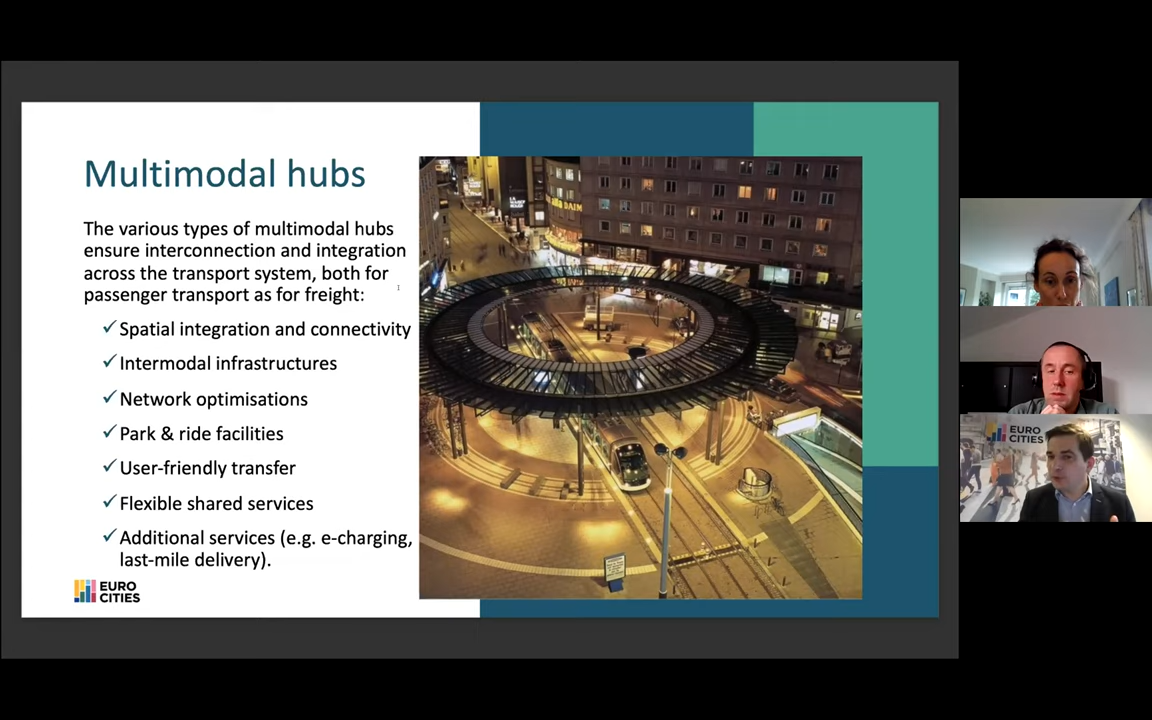 Multimodal hubs
The various types of multimodal hubs
ensure interconnection and integration
across the transport system, both for
passenger transport as for freight:
✓Spatial integration and connectivity
✓Intermodal infrastructures
✓Network optimisations
✓Park & ride facilities
✓User-friendly transfer
✓Flexible shared services
✓Additional services (e.g. e-charging,
last-mile delivery).
EURO
CITIES
EURO
CITIES